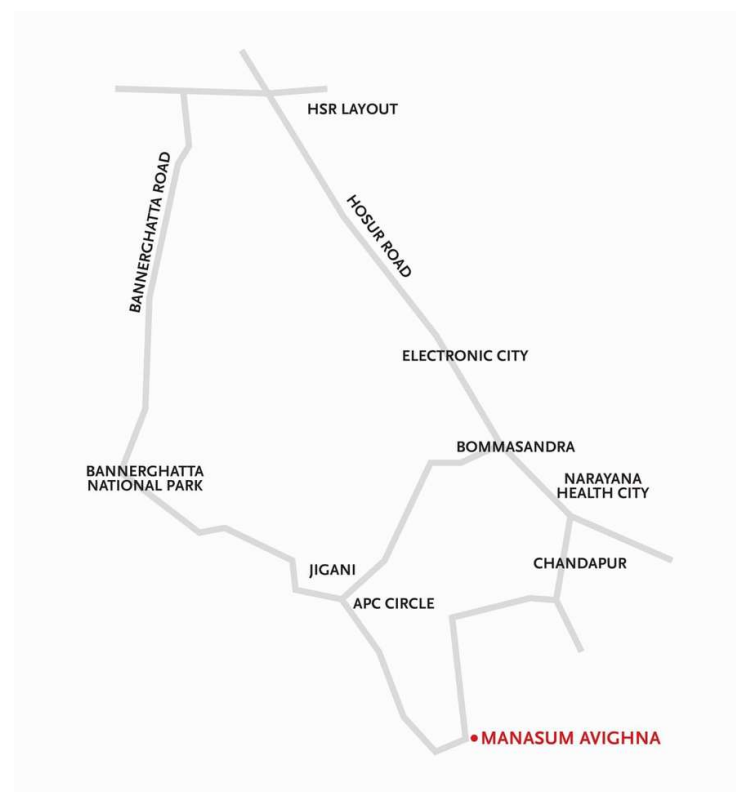 HSR LAYOUT
BANNERGHATTA ROAD
HOSUR ROAD
ELECTRONIC CITY
BOMMASANDRA
BANNERGHATTA
NATIONAL PARK
NARAYANA
HEALTH CITY
JIGANI
CHANDAPUR
APC CIRCLE
MANASUM AVIGHNA